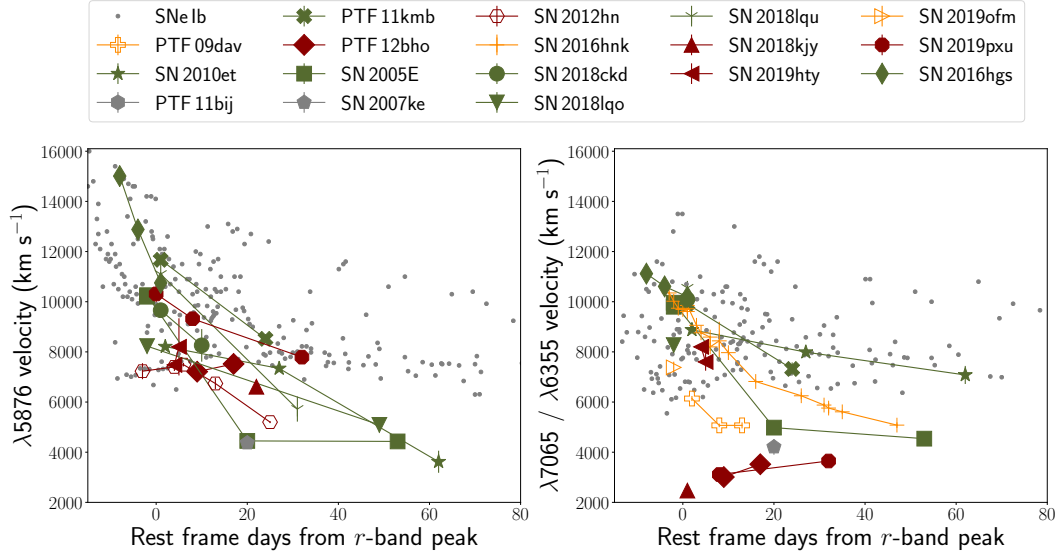 SNe Ib PTF 11kmb SN 2012hn SN 2018lqu SN 2019ofm
PTF 09dav PTF 12bho SN 2016hnk SN 2018kjy SN 2019pxu
SN 2010et SN 2005E SN 2018ckd SN 2019hty SN 2016hgs
PTF 11bij SN 2007ke SN 2018lqo
λ5876 velocity (km s⁻¹)
16000
14000
12000
10000
8000
6000
4000
2000
0 20 40 60 80
Rest frame days from r-band peak
λ7065 / λ6355 velocity (km s⁻¹)
16000
14000
12000
10000
8000
6000
4000
2000
0 20 40 60 80
Rest frame days from r-band peak